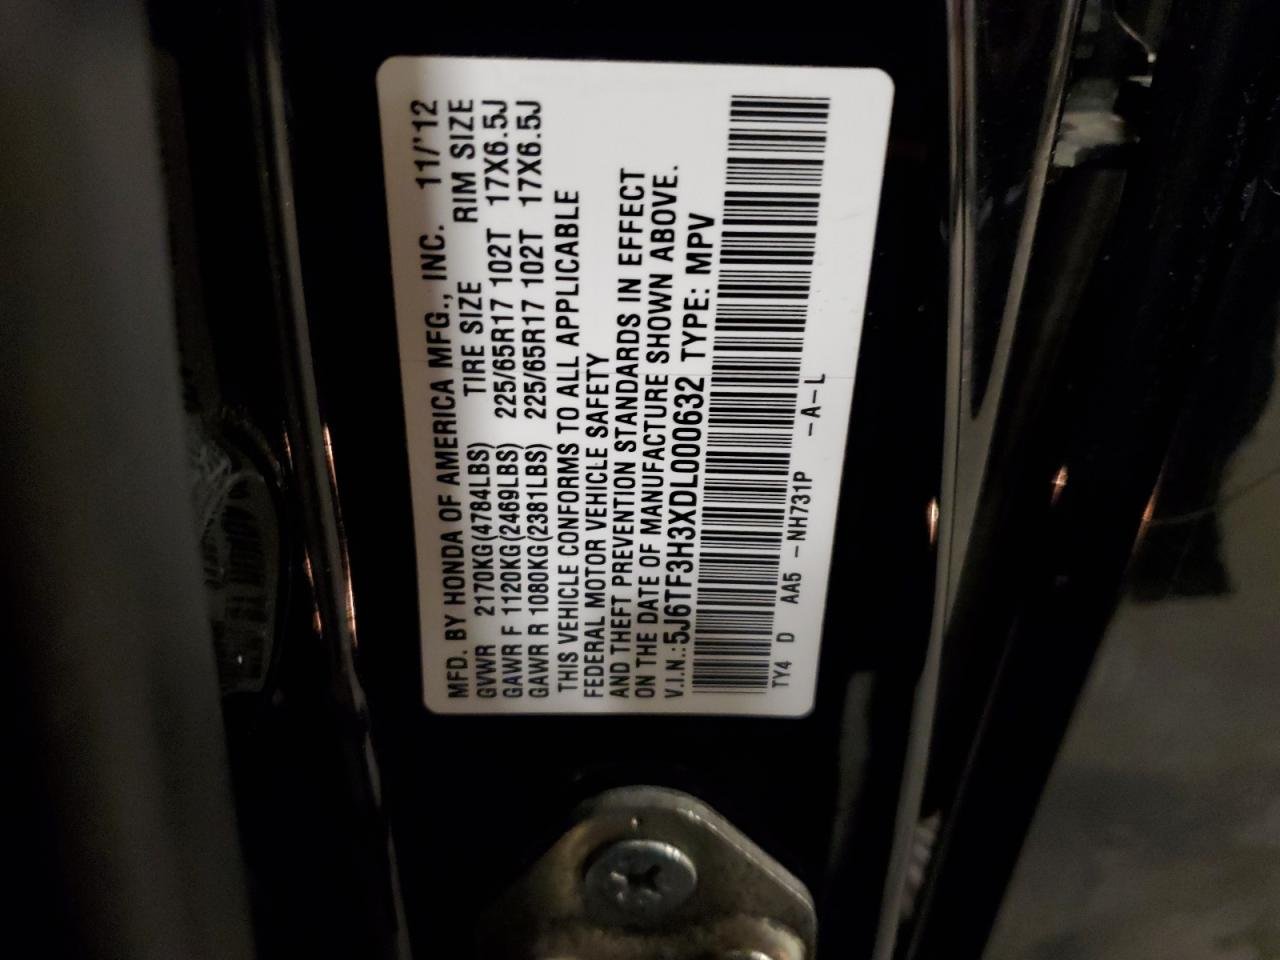 MFD. BY HONDA OF AMERICA MFG., INC. 11/'12
GVWR 2170KG(4784LBS) TIRE SIZE RIM SIZE
GAWR F 1120KG(2469LBS) 225/65R17 102T 17X6.5J
GAWR R 1080KG(2381LBS) 225/65R17 102T 17X6.5J
THIS VEHICLE CONFORMS TO ALL APPLICABLE
FEDERAL MOTOR VEHICLE SAFETY
AND THEFT PREVENTION STANDARDS IN EFFECT
ON THE DATE OF MANUFACTURE SHOWN ABOVE.
V.I.N.:5J6TF3H3XDL000632 TYPE: MPV
TY4 D AA5 -NH731P -A-L